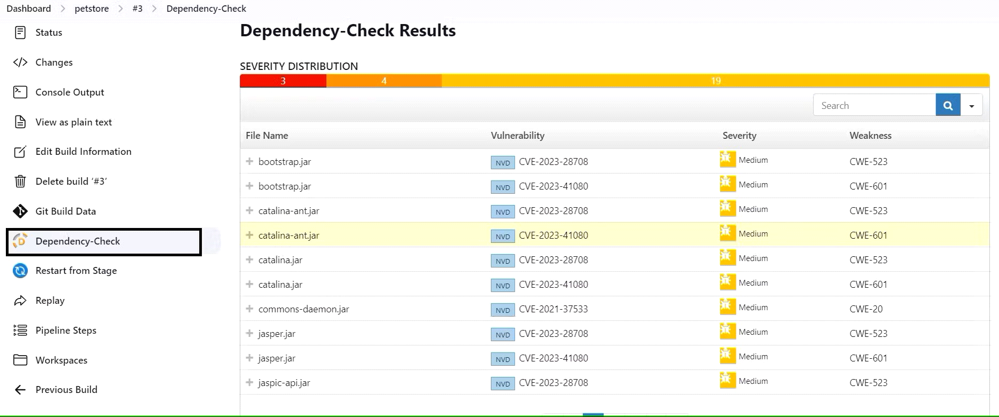 Dashboard petstore #3 Dependency-Check
Status
Changes
Console Output
View as plain text
Edit Build Information
Delete build ‘#3’
Git Build Data
Dependency-Check
Restart from Stage
Replay
Pipeline Steps
Workspaces
Previous Build
Dependency-Check Results
SEVERITY DISTRIBUTION
3 4 19
Search
File Name Vulnerability Severity Weakness
bootstrap.jar NVD CVE-2023-28708 Medium CWE-523
bootstrap.jar NVD CVE-2023-41080 Medium CWE-601
catalina-ant.jar NVD CVE-2023-28708 Medium CWE-523
catalina-ant.jar NVD CVE-2023-41080 Medium CWE-601
catalina.jar NVD CVE-2023-28708 Medium CWE-523
catalina.jar NVD CVE-2023-41080 Medium CWE-601
commons-daemon.jar NVD CVE-2021-37533 Medium CWE-20
jasper.jar NVD CVE-2023-28708 Medium CWE-523
jasper.jar NVD CVE-2023-41080 Medium CWE-601
jaspic-api.jar NVD CVE-2023-28708 Medium CWE-523